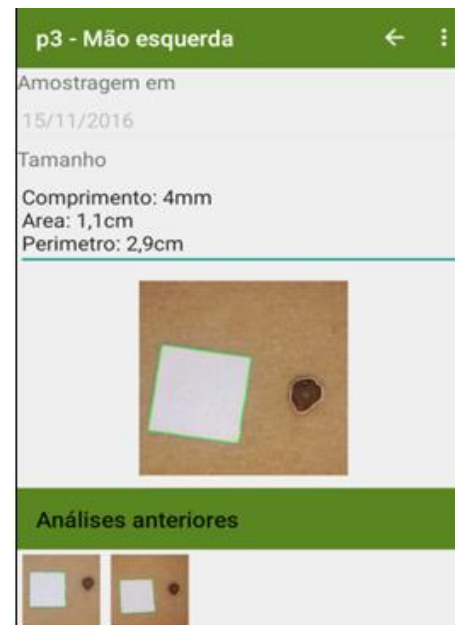 p3 - Mão esquerda
Amostragem em
15/11/2016
Tamanho
Comprimento: 4mm
Area: 1,1cm
Perimetro: 2,9cm
Análises anteriores